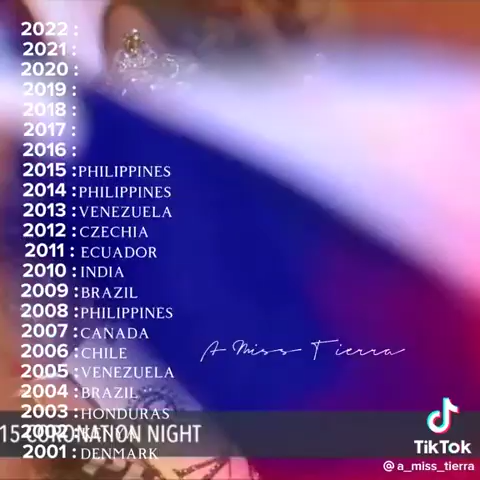 2022 :
2021 :
2020 :
2019 :
2018 :
2017 :
2016 :
2015 : PHILIPPINES
2014 : PHILIPPINES
2013 : VENEZUELA
2012 : CZECHIA
2011 : ECUADOR
2010 : INDIA
2009 : BRAZIL
2008 : PHILIPPINES
2007 : CANADA
2006 : CHILE
A Miss Tierra
2005 : VENEZUELA
2004 : BRAZIL
2003 : HONDURAS
2002 : KENYA
15 CORONATION NIGHT
2001 : DENMARK
TikTok
@a_miss_tierra